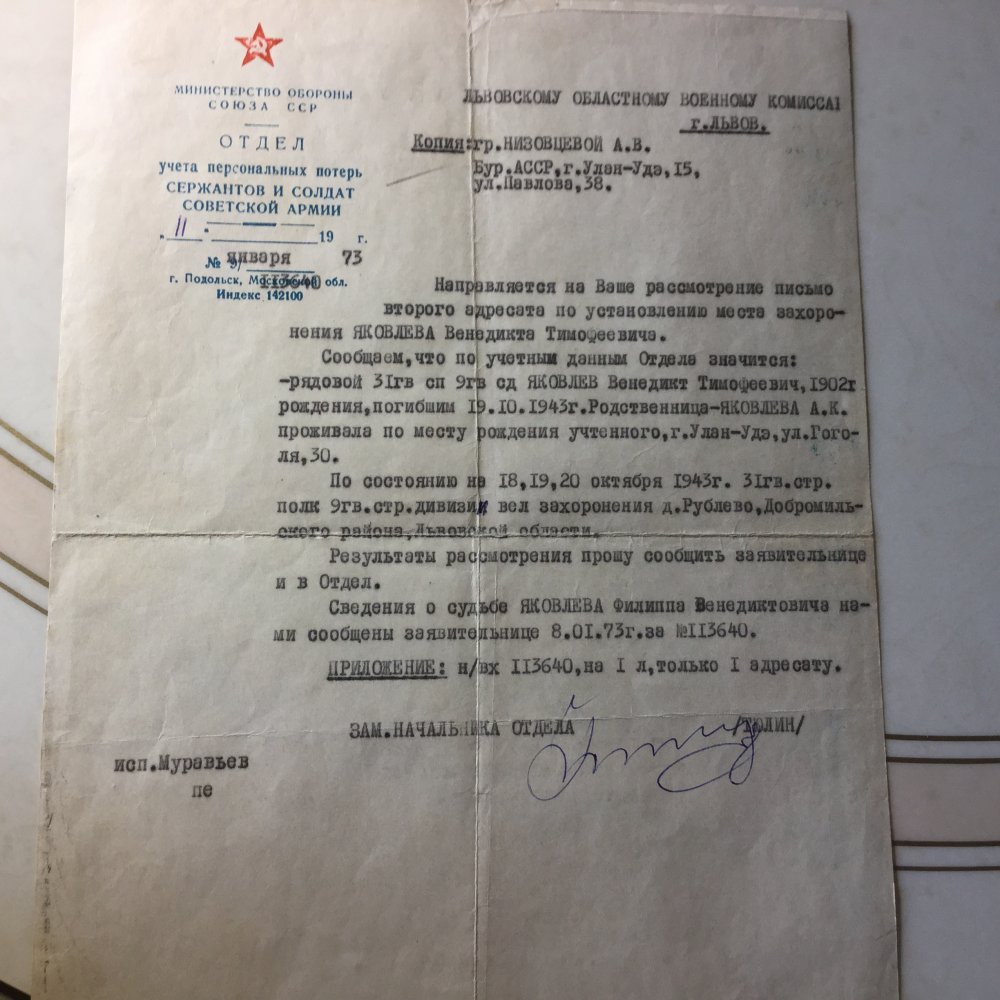 МИНИСТЕРСТВО ОБОРОНЫ
СОЮЗА ССР
ОТДЕЛ
учета персональных потерь
СЕРЖАНТОВ И СОЛДАТ
СОВЕТСКОЙ АРМИИ
"11" 19 г.
января 73
№ 9/
113640
г. Подольск, Московской обл.
Индекс 142100
ЛЬВОВСКОМУ ОБЛАСТНОМУ ВОЕННОМУ КОМИССАР
г.ЛЬВОВ.
Копия:гр.НИЗОВЦЕВОЙ А.В.
Бур.АССР,г.Улан-Удэ,15,
ул.Павлова,38.
Направляется на Ваше рассмотрение письмо
второго адресата по установлению места захоро-
нения ЯКОВЛЕВА Венедикта Тимофеевича.
Сообщаем,что по учетным данным Отдела значится:
-рядовой 31гв сп 9гв сд ЯКОВЛЕВ Венедикт Тимофеевич,1902г
рождения,погибшим 19.10.1943г.Родственница-ЯКОВЛЕВА А.К.
проживала по месту рождения учтенного,г.Улан-Удэ,ул.Гого-
ля,30.
По состоянию на 18,19,20 октября 1943г. 31гв.стр.
полк 9гв.стр.дивизии вел захоронения д.Рублево,Добромиль-
ского района,Львовской области.
Результаты рассмотрения прошу сообщить заявительнице
и в Отдел.
Сведения о судьбе ЯКОВЛЕВА Филиппа Венедиктовича на-
ми сообщены заявительнице 8.01.73г.за №113640.
ПРИЛОЖЕНИЕ: н/вх 113640,на 1 л,только 1 адресату.
ЗАМ.НАЧАЛЬНИКА ОТДЕЛА /ТЮЛИН/
исп.Муравьев
пе